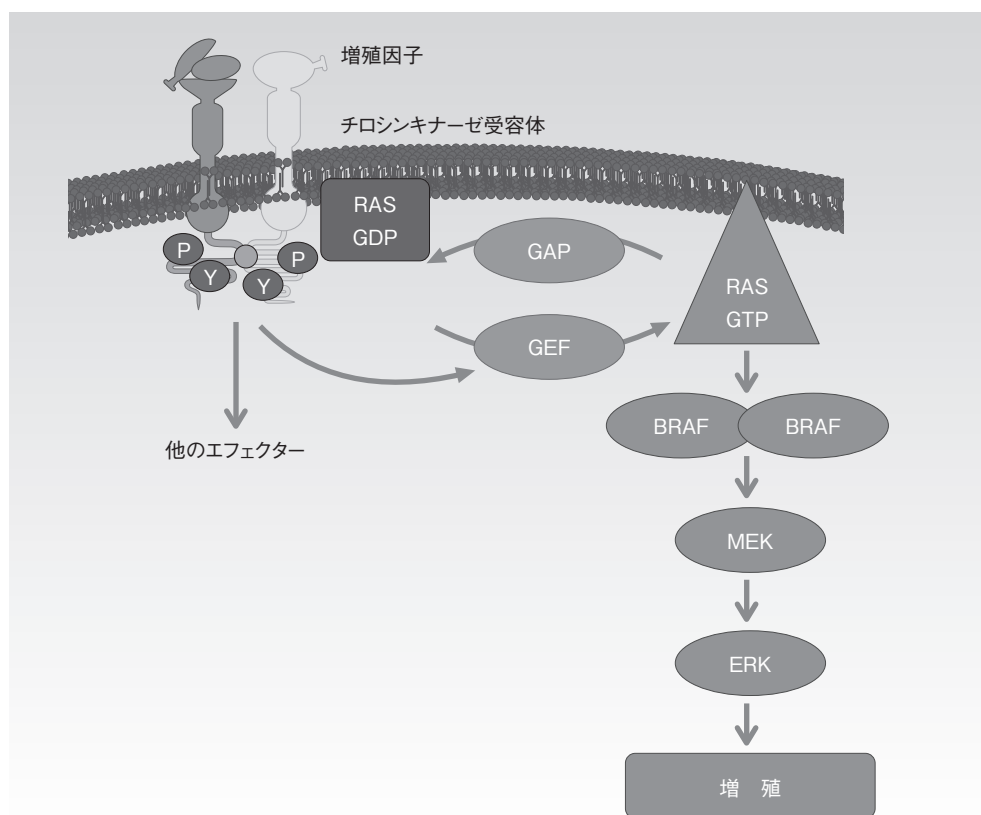 増殖因子
チロシンキナーゼ受容体
RAS
GDP
GAP
RAS
GTP
GEF
P
Y
P
Y
他のエフェクター
BRAF
BRAF
MEK
ERK
増　殖